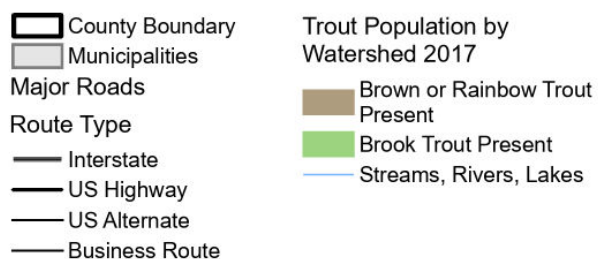 County Boundary
Municipalities
Major Roads
Route Type
Interstate
US Highway
US Alternate
Business Route
Trout Population by
Watershed 2017
Brown or Rainbow Trout
Present
Brook Trout Present
Streams, Rivers, Lakes